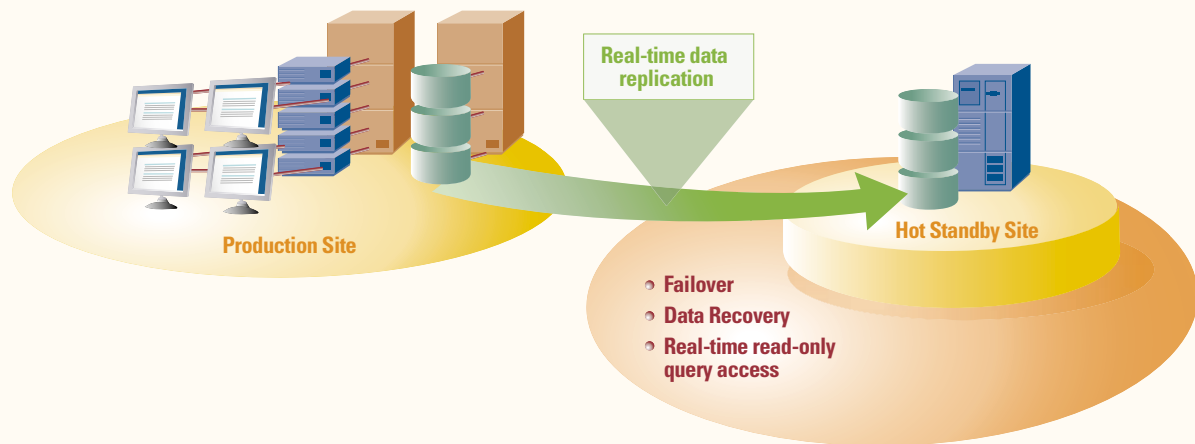 Real-time data
replication
Production Site
Hot Standby Site
Failover
Data Recovery
Real-time read-only
query access